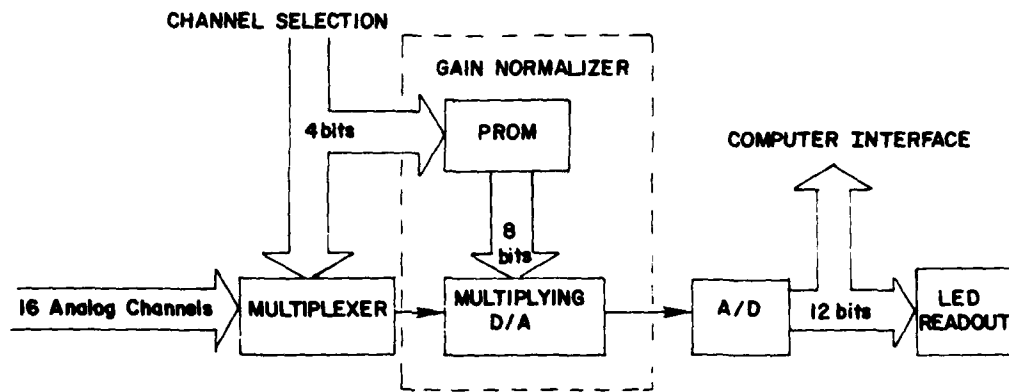 CHANNEL SELECTION
GAIN NORMALIZER
4 bits
PROM
COMPUTER INTERFACE
8
bits
16 Analog Channels
MULTIPLEXER
MULTIPLYING
D/A
A/D
12 bits
LED
READOUT